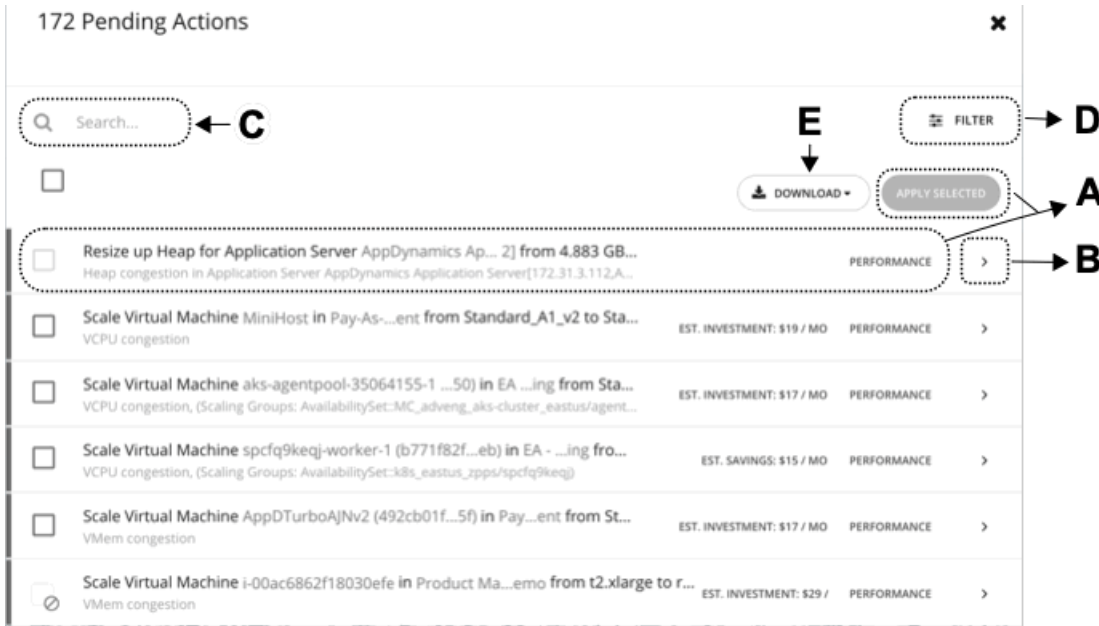 172 Pending Actions
Search...
C
FILTER
D
E
DOWNLOAD
APPLY SELECTED
A
Resize up Heap for Application Server AppDynamics Ap... 2] from 4.883 GB...
Heap congestion in Application Server AppDynamics Application Server[172.31.3.112,A...
PERFORMANCE
B
Scale Virtual Machine MiniHost in Pay-As-...ent from Standard_A1_v2 to Sta...
VCPU congestion
EST. INVESTMENT: $19 / MO PERFORMANCE
Scale Virtual Machine aks-agentpool-35064155-1 ...50) in EA ...ing from Sta...
VCPU congestion, (Scaling Groups: AvailabilitySet::MC_adveng_aks-cluster_eastus/agent...
EST. INVESTMENT: $17 / MO PERFORMANCE
Scale Virtual Machine spcfq9keqj-worker-1 (b771f82f...eb) in EA - ...ing fro...
VCPU congestion, (Scaling Groups: AvailabilitySet::k8s_eastus_zpps/spcfq9keqj)
EST. SAVINGS: $15 / MO PERFORMANCE
Scale Virtual Machine AppDTurboAJNv2 (492cb01f...5f) in Pay...ent from St...
VMem congestion
EST. INVESTMENT: $17 / MO PERFORMANCE
Scale Virtual Machine i-00ac6862f18030efe in Product Ma...emo from t2.xlarge to r...
VMem congestion
EST. INVESTMENT: $29 / PERFORMANCE